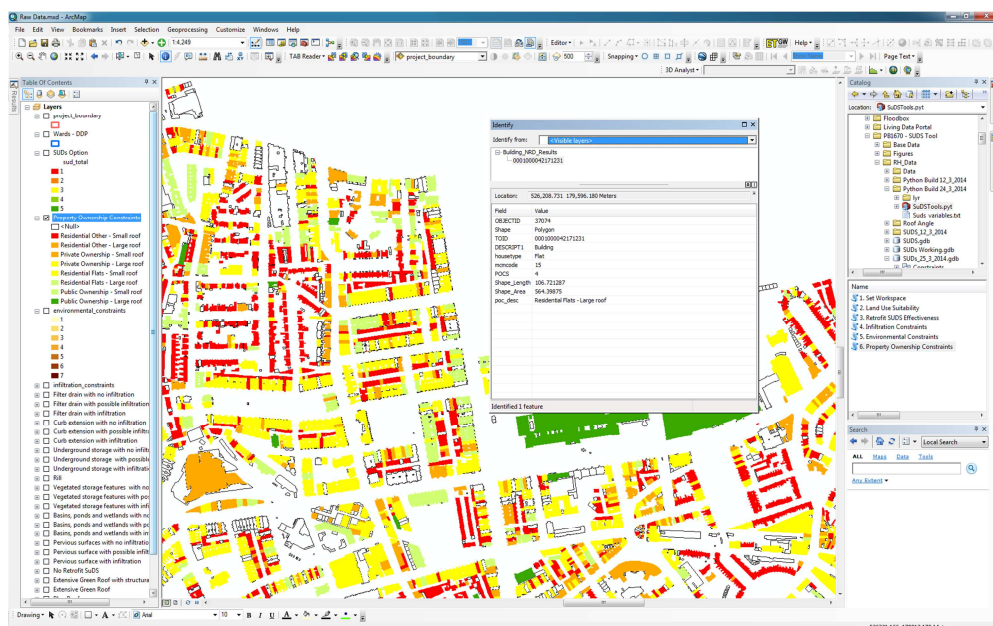 Raw Data.mxd - ArcMap
File Edit View Bookmarks Insert Selection Geoprocessing Customize Windows Help
1:4,249
Editor
Help
TAB Reader
project_boundary
500
Snapping
Page Text
3D Analyst
Table Of Contents
Results
Layers
project_boundary
Wards - DDP
SUDs Option
sud_total
1
2
3
4
5
Property Ownership Constraints
<Null>
Residential Other - Small roof
Residential Other - Large roof
Private Ownership - Small roof
Private Ownership - Large roof
Residential Flats - Small roof
Residential Flats - Large roof
Public Ownership - Small roof
Public Ownership - Large roof
environmental_constraints
1
2
3
4
5
6
7
infiltration_constraints
Filter drain with no infiltration
Filter drain with possible infiltration
Filter drain with infiltration
Curb extension with no infiltration
Curb extension with possible infiltr
Curb extension with infiltration
Underground storage with no infilt
Underground storage with possible
Underground storage with infiltrati
Rill
Vegetated storage features with no
Vegetated storage features with pos
Vegetated storage features with infi
Basins, ponds and wetlands with no
Basins, ponds and wetlands with po
Basins, ponds and wetlands with in
Pervious surfaces with no infiltratio
Pervious surface with possible infilt
Pervious surface with infiltration
No Retrofit SuDS
Extensive Green Roof with structura
Extensive Green Roof
Identify
Identify from: <Visible layers>
Building_NRD_Results
0001000042171231
Location: 526,208.731 179,596.180 Meters
Field Value
OBJECTID 37074
Shape Polygon
TOID 0001000042171231
DESCRIPT1 Building
housetype Flat
mcmcode 15
POCS 4
Shape_Length 106.721287
Shape_Area 564.39875
poc_desc Residential Flats - Large roof
Identified 1 feature
Catalog
Location: SuDSTools.pyt
Floodbox
Living Data Portal
PB1670 - SUDS Tool
Base Data
Figures
RH_Data
Data
Python Build 12_3_2014
Python Build 24_3_2014
lyr
SuDSTools.pyt
Suds variables.txt
Roof Angle
SUDS_12_3_2014
SUDS.gdb
SUDs Working.gdb
SUDs_25_3_2014.gdb
Constraints
Name
1. Set Workspace
2. Land Use Suitability
3. Retrofit SUDS Effectiveness
4. Infiltration Constraints
5. Environmental Constraints
6. Property Ownership Constraints
Search
Local Search
ALL Maps Data Tools
Any Extent
Drawing
Arial
10
B I U A